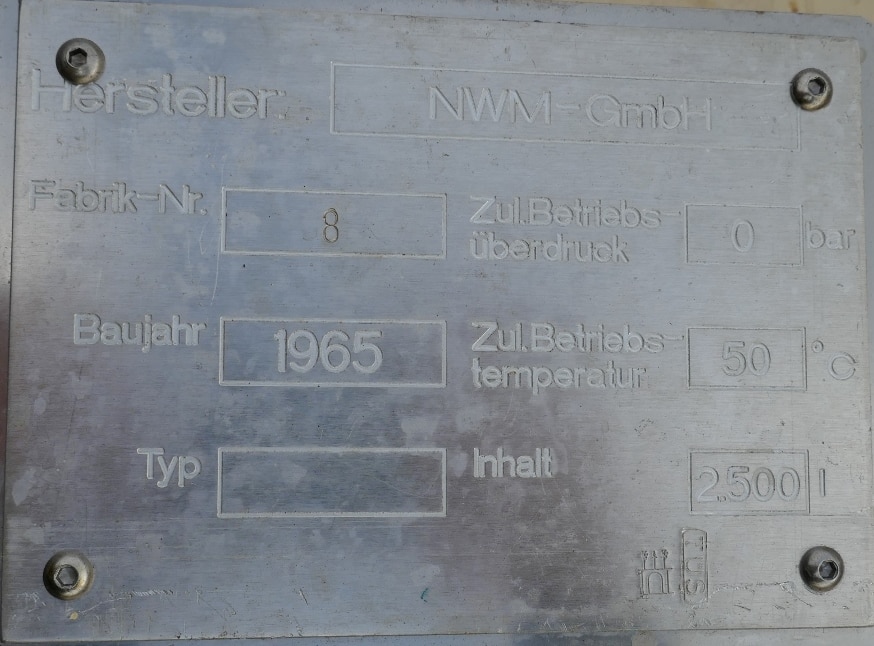 Hersteller: NWM-GmbH
Fabrik-Nr. 8 Zul.Betriebs-
überdruck 0 bar
Baujahr 1965 Zul.Betriebs-
temperatur 50 °C
Typ Inhalt 2.500 l